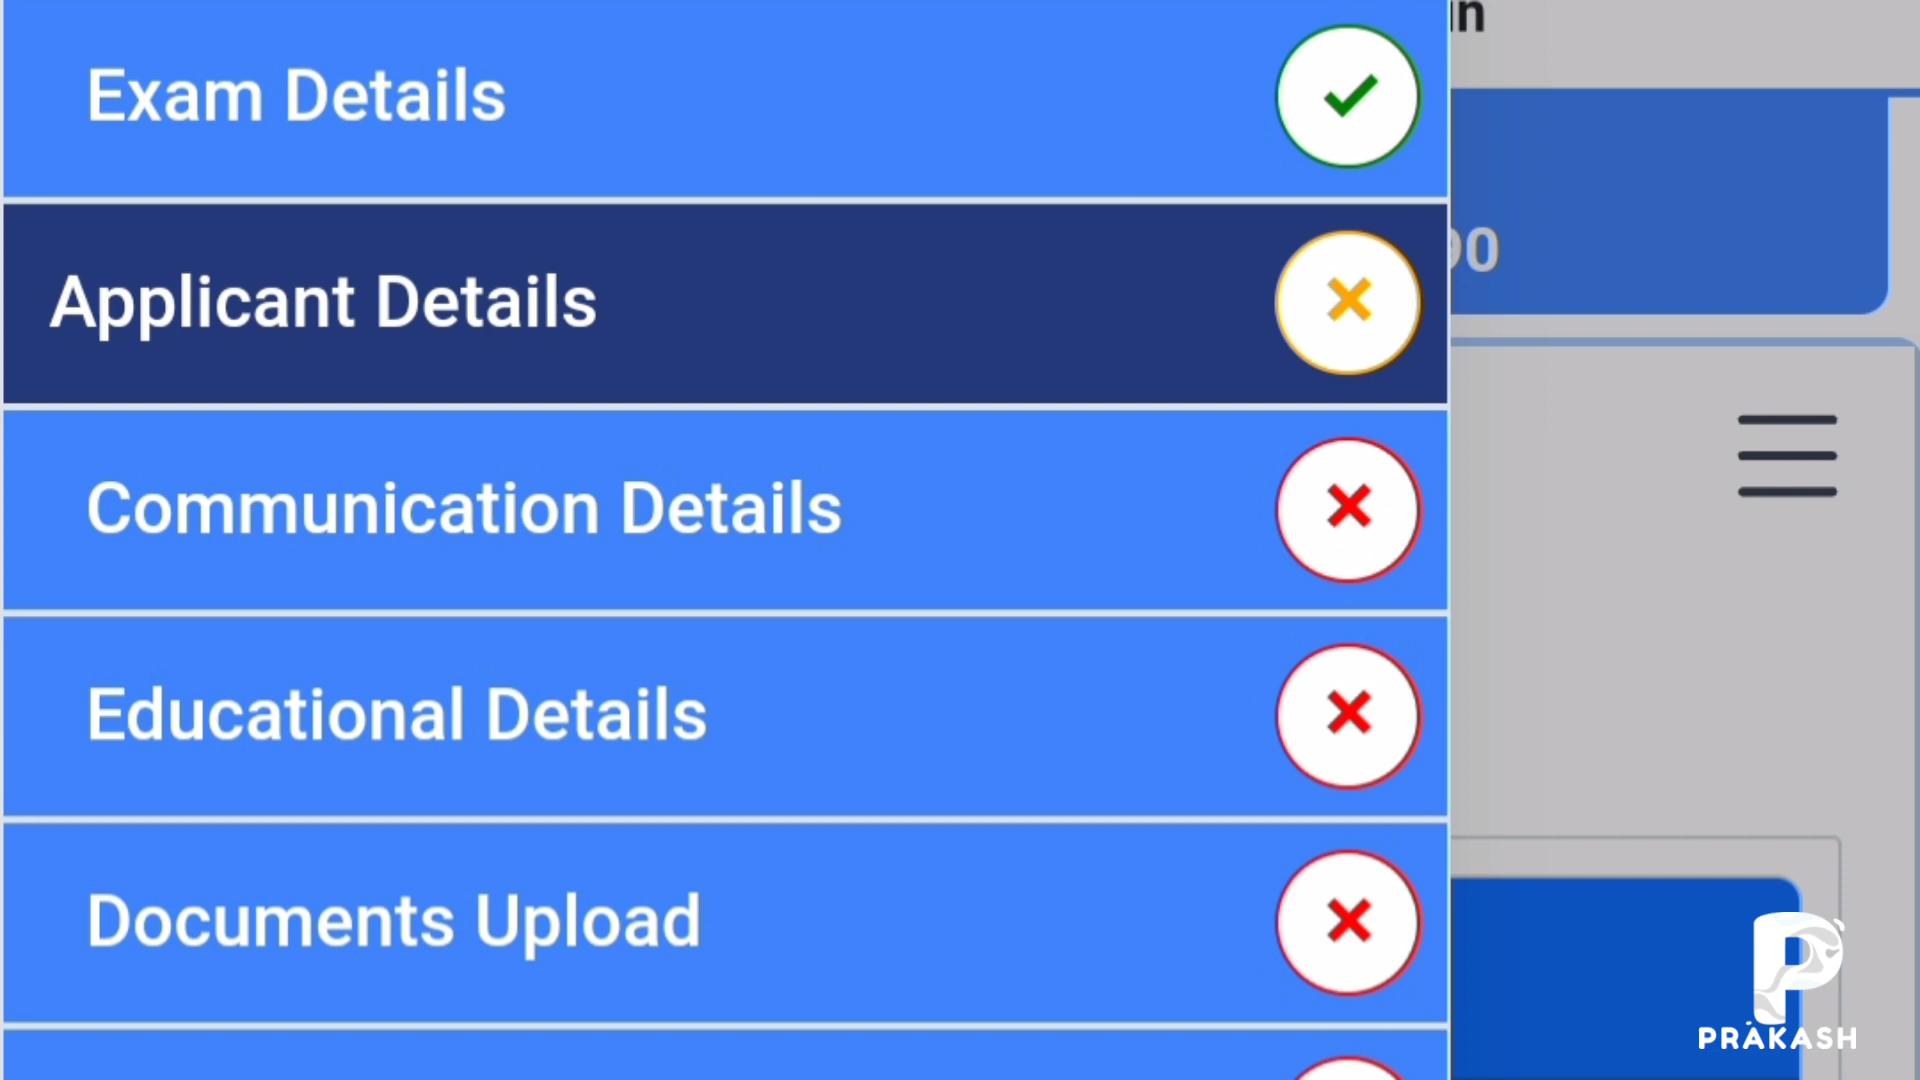 Exam Details
Applicant Details
Communication Details
Educational Details
Documents Upload
PRAKASH